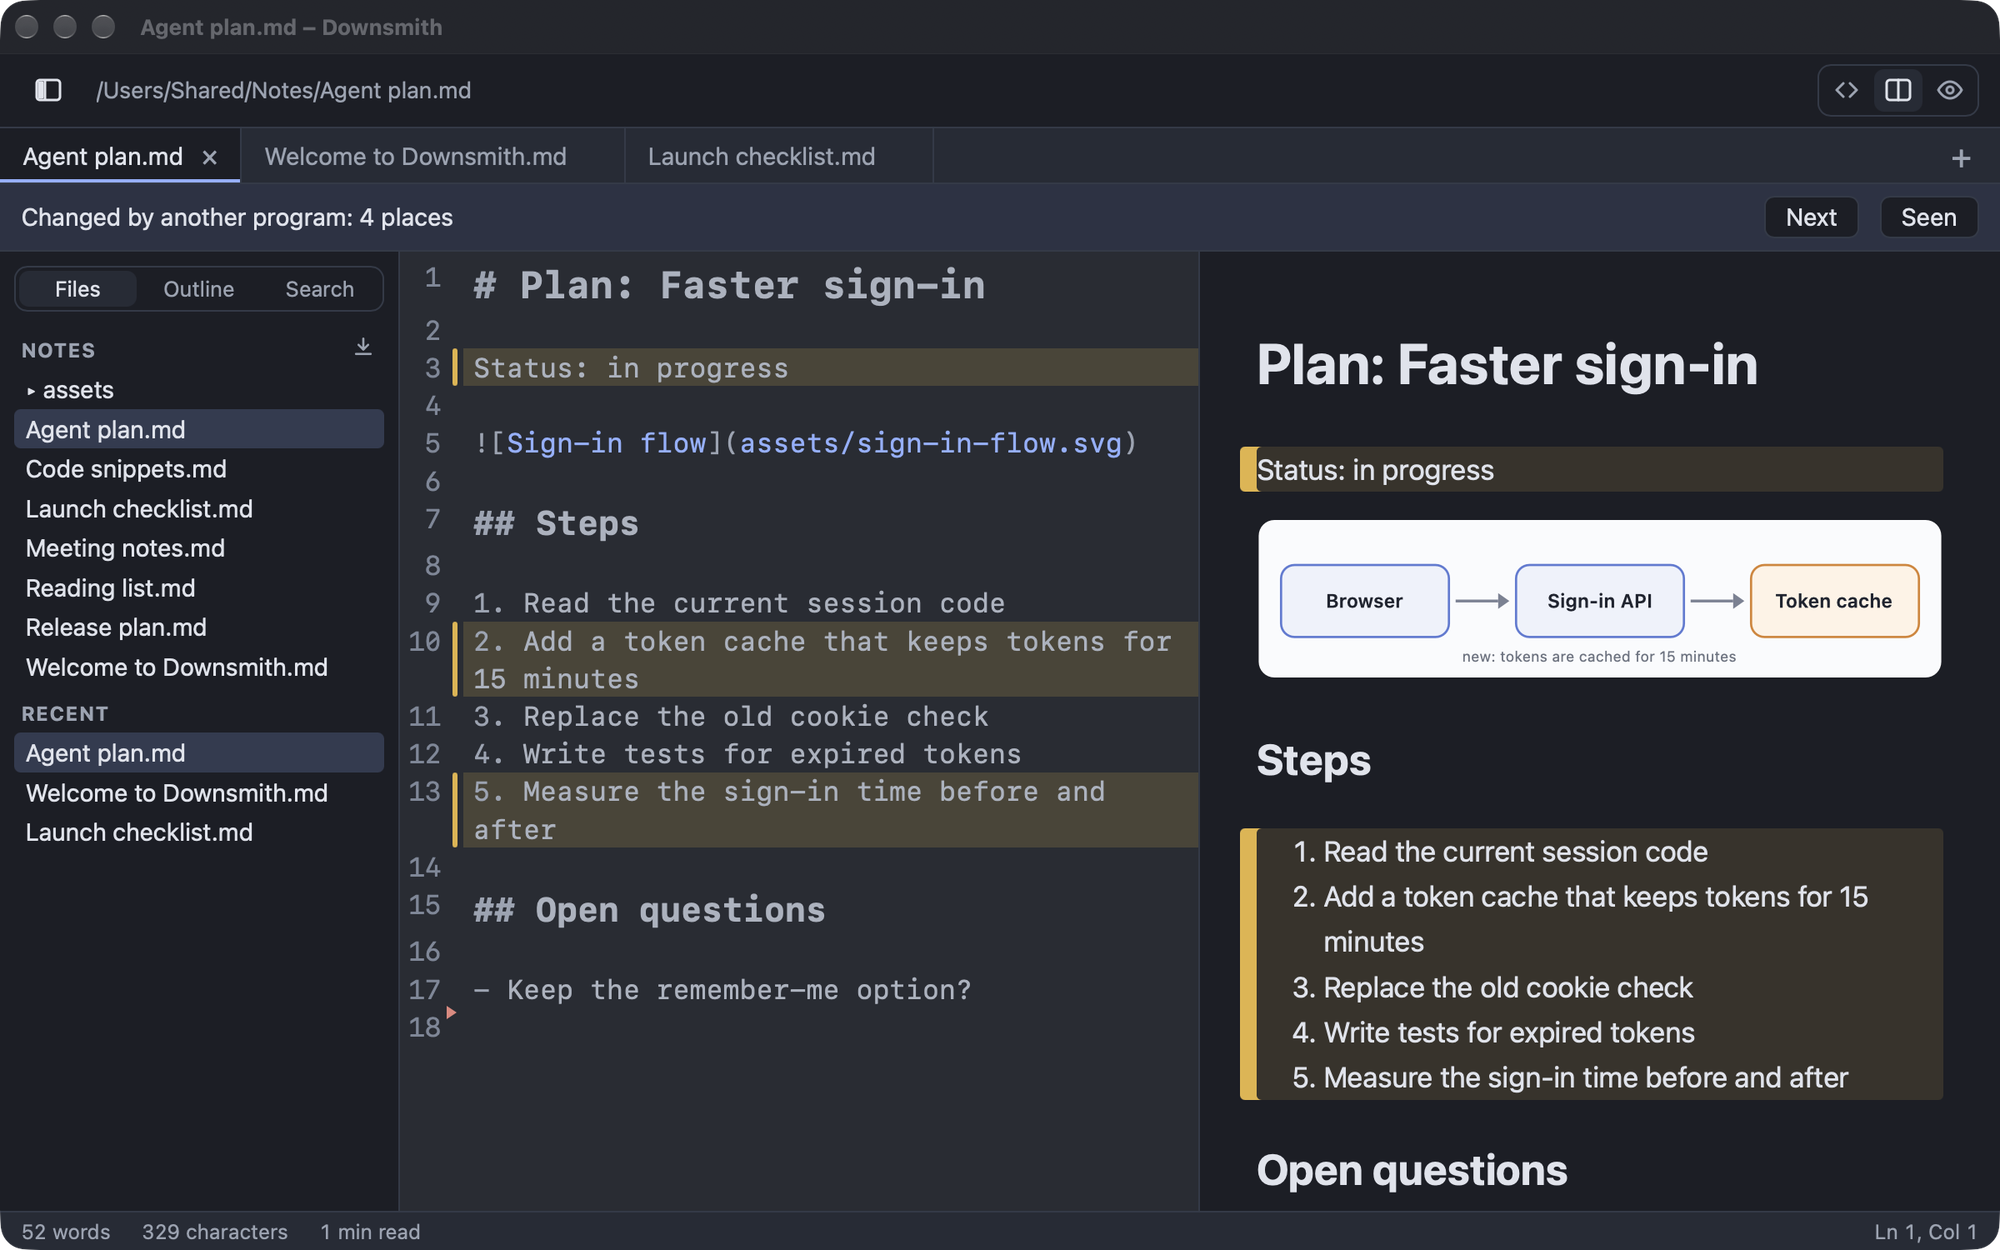 Agent plan.md – Downsmith
/Users/Shared/Notes/Agent plan.md
Agent plan.md
Welcome to Downsmith.md
Launch checklist.md
Changed by another program: 4 places
Next
Seen
Files
Outline
Search
NOTES
assets
Agent plan.md
Code snippets.md
Launch checklist.md
Meeting notes.md
Reading list.md
Release plan.md
Welcome to Downsmith.md
RECENT
Agent plan.md
Welcome to Downsmith.md
Launch checklist.md
1 # Plan: Faster sign-in
2
3 Status: in progress
4
5 ![Sign-in flow](assets/sign-in-flow.svg)
6
7 ## Steps
8
9 1. Read the current session code
10 2. Add a token cache that keeps tokens for
15 minutes
11 3. Replace the old cookie check
12 4. Write tests for expired tokens
13 5. Measure the sign-in time before and
after
14
15 ## Open questions
16
17 - Keep the remember-me option?
18
Plan: Faster sign-in
Status: in progress
Browser
Sign-in API
Token cache
new: tokens are cached for 15 minutes
Steps
1. Read the current session code
2. Add a token cache that keeps tokens for 15
minutes
3. Replace the old cookie check
4. Write tests for expired tokens
5. Measure the sign-in time before and after
Open questions
52 words
329 characters
1 min read
Ln 1, Col 1